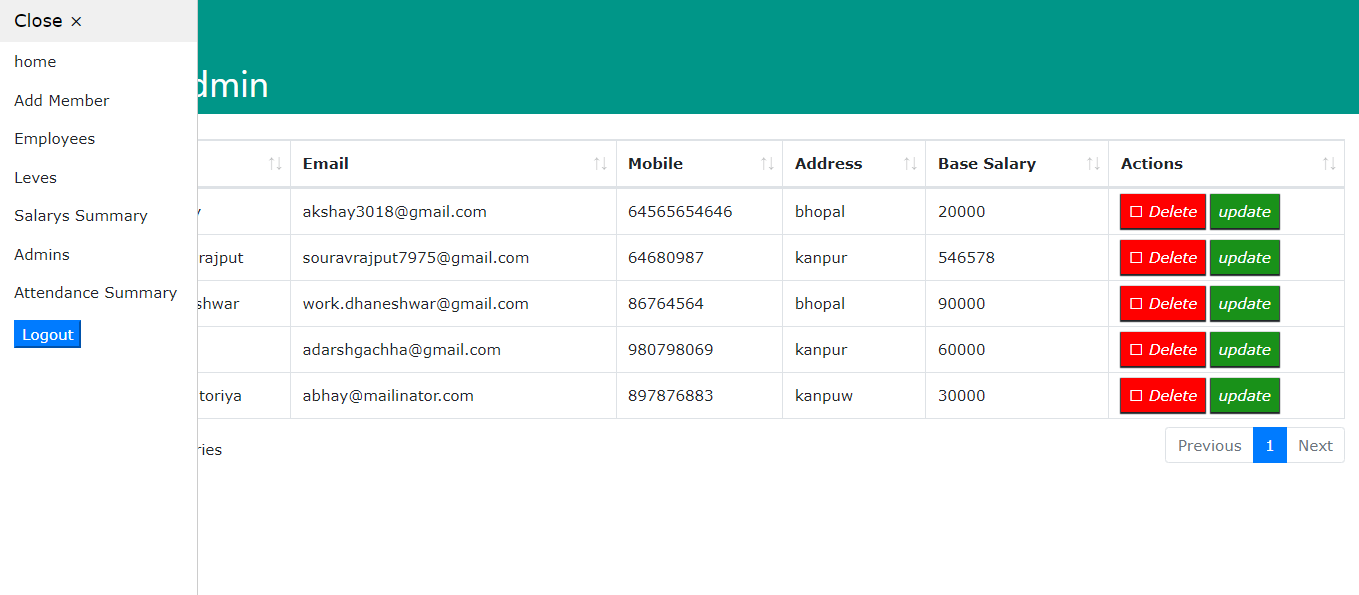 Close ×
home
Add Member
Employees
Leves
Salarys Summary
Admins
Attendance Summary
Logout
dmin
Email Mobile Address Base Salary Actions
akshay3018@gmail.com 64565654646 bhopal 20000 Delete update
rajput souravrajput7975@gmail.com 64680987 kanpur 546578 Delete update
shwar work.dhaneshwar@gmail.com 86764564 bhopal 90000 Delete update
adarshgachha@gmail.com 980798069 kanpur 60000 Delete update
toriya abhay@mailinator.com 897876883 kanpuw 30000 Delete update
ries
Previous 1 Next